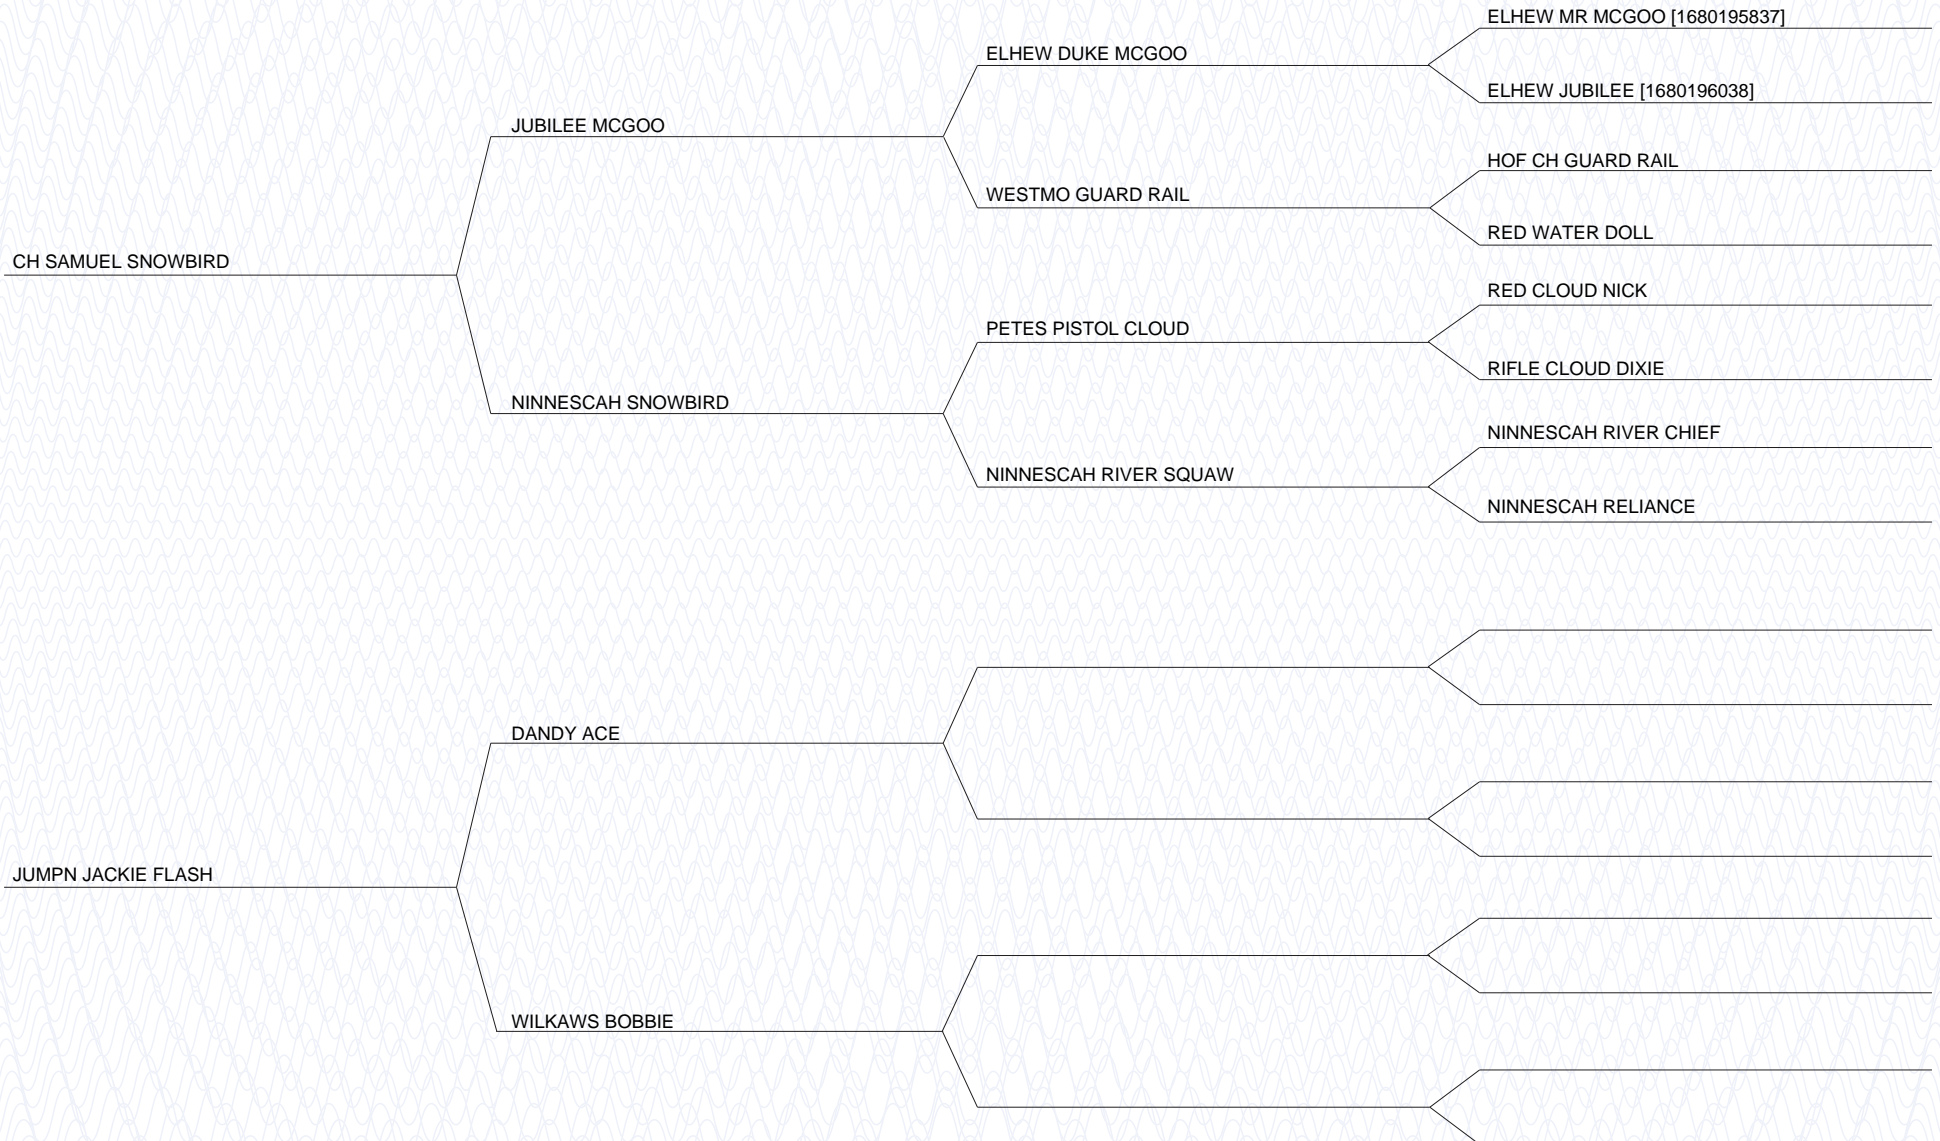 ELHEW MR MCGOO [1680195837]
ELHEW DUKE MCGOO
ELHEW JUBILEE [1680196038]
JUBILEE MCGOO
HOF CH GUARD RAIL
WESTMO GUARD RAIL
RED WATER DOLL
CH SAMUEL SNOWBIRD
RED CLOUD NICK
PETES PISTOL CLOUD
RIFLE CLOUD DIXIE
NINNESCAH SNOWBIRD
NINNESCAH RIVER CHIEF
NINNESCAH RIVER SQUAW
NINNESCAH RELIANCE
DANDY ACE
JUMPN JACKIE FLASH
WILKAWS BOBBIE